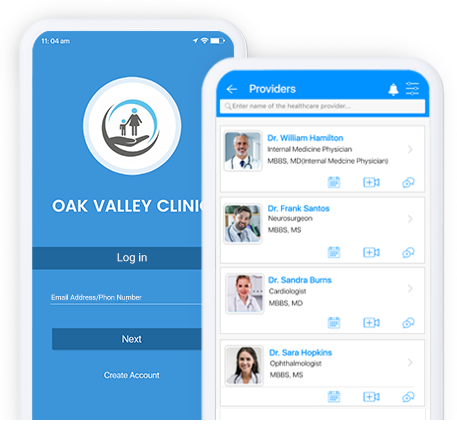 11:04 am
OAK VALLEY CLINIC
Log in
Email Address/Phon Number
Next
Create Account
Providers
Enter name of the healthcare provider...
Dr. William Hamilton
Internal Medicine Physician
MBBS, MD(Internal Medcine Physician)
Dr. Frank Santos
Neurosurgeon
MBBS, MS
Dr. Sandra Burns
Cardiologist
MBBS, MD
Dr. Sara Hopkins
Ophthalmologist
MBBS, MS